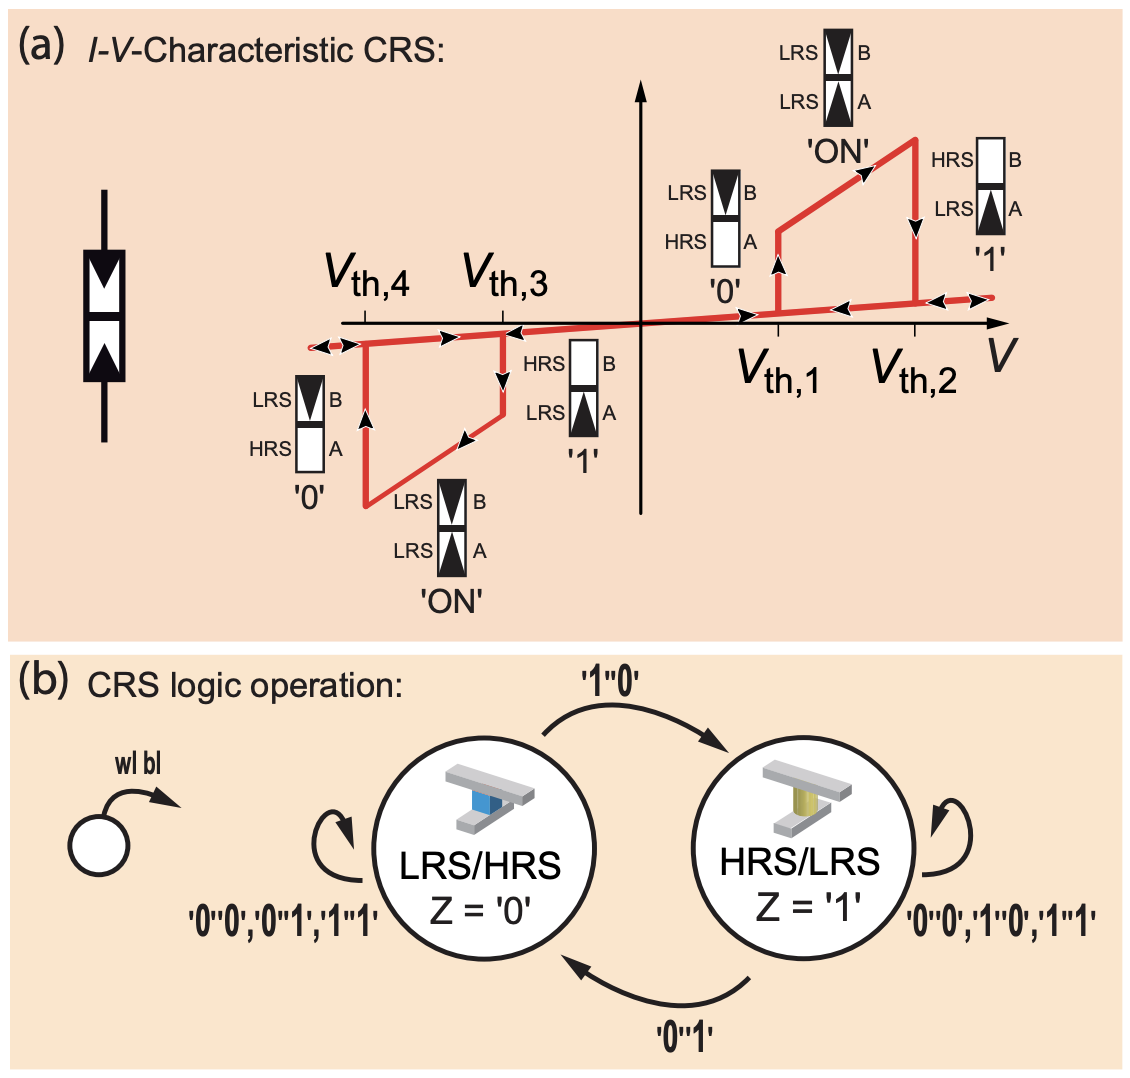 (a) I-V-Characteristic CRS:
LRS B
LRS A
'ON'
HRS B
LRS A
'1'
LRS B
HRS A
'0'
Vth,4
Vth,3
Vth,1
Vth,2
V
HRS B
LRS A
'1'
LRS B
HRS A
'0'
LRS B
LRS A
'ON'
(b) CRS logic operation:
'1''0'
wl bl
LRS/HRS
Z = '0'
HRS/LRS
Z = '1'
'0''0','0''1','1''1'
'0''0','1''0','1''1'
'0''1'